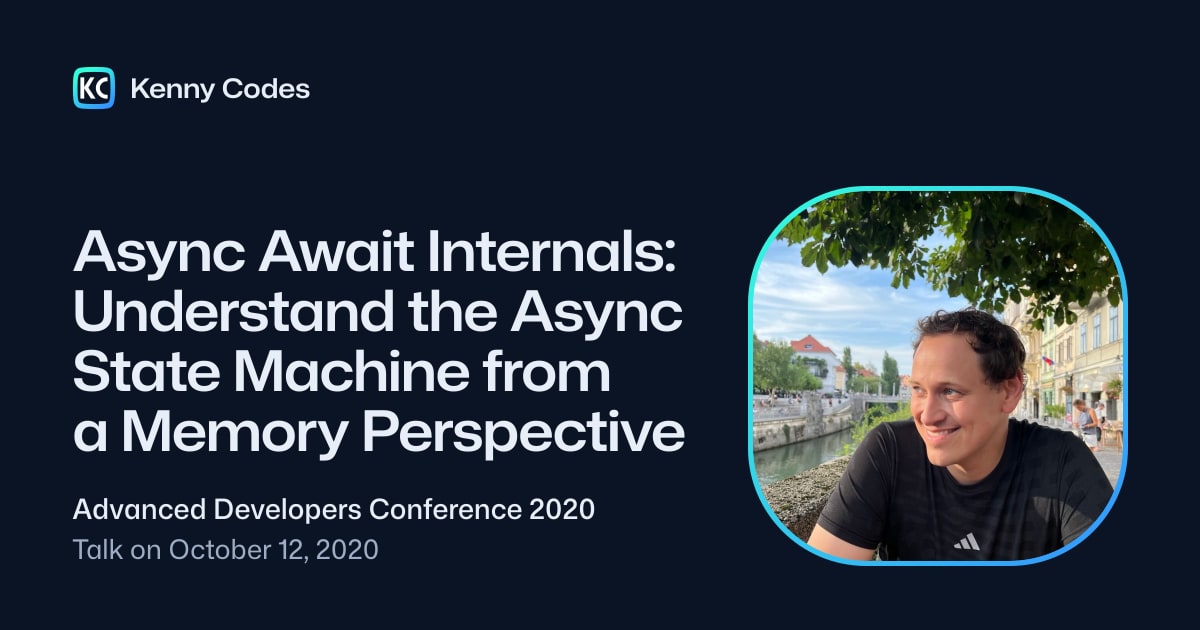 KC Kenny Codes
Async Await Internals:
Understand the Async
State Machine from
a Memory Perspective
Advanced Developers Conference 2020
Talk on October 12, 2020